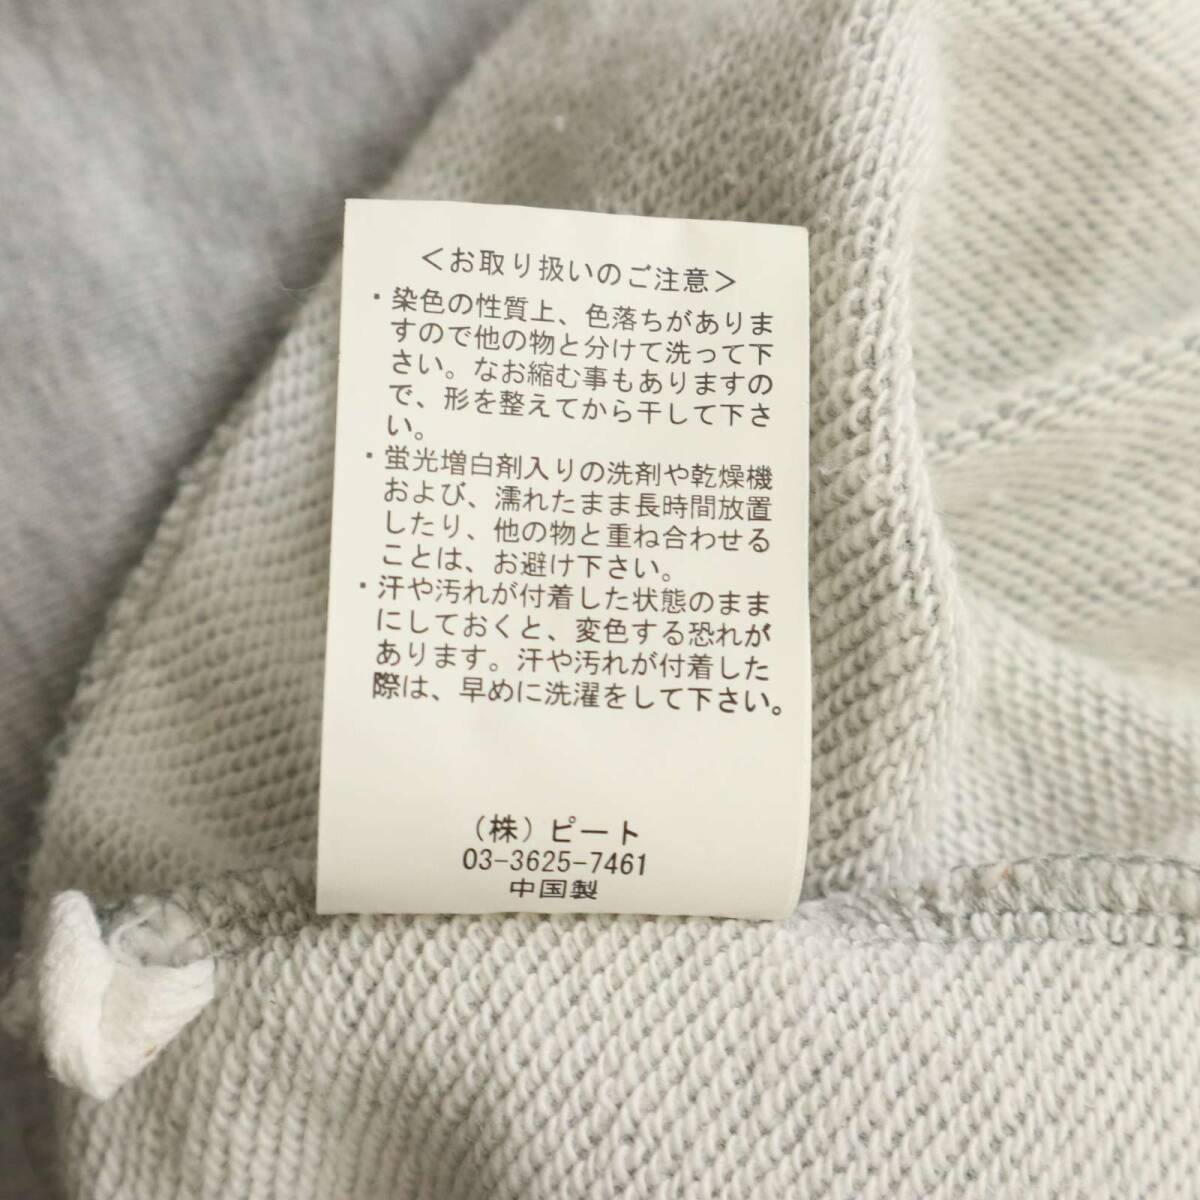 ＜お取り扱いのご注意＞
・染色の性質上、色落ちがありま
すので他の物と分けて洗って下
さい。なお縮む事もありますの
で、形を整えてから干して下さ
い。
・蛍光増白剤入りの洗剤や乾燥機
および、濡れたまま長時間放置
したり、他の物と重ね合わせる
ことは、お避け下さい。
・汗や汚れが付着した状態のまま
にしておくと、変色する恐れが
あります。汗や汚れが付着した
際は、早めに洗濯をして下さい。
（株）ピート
03-3625-7461
中国製